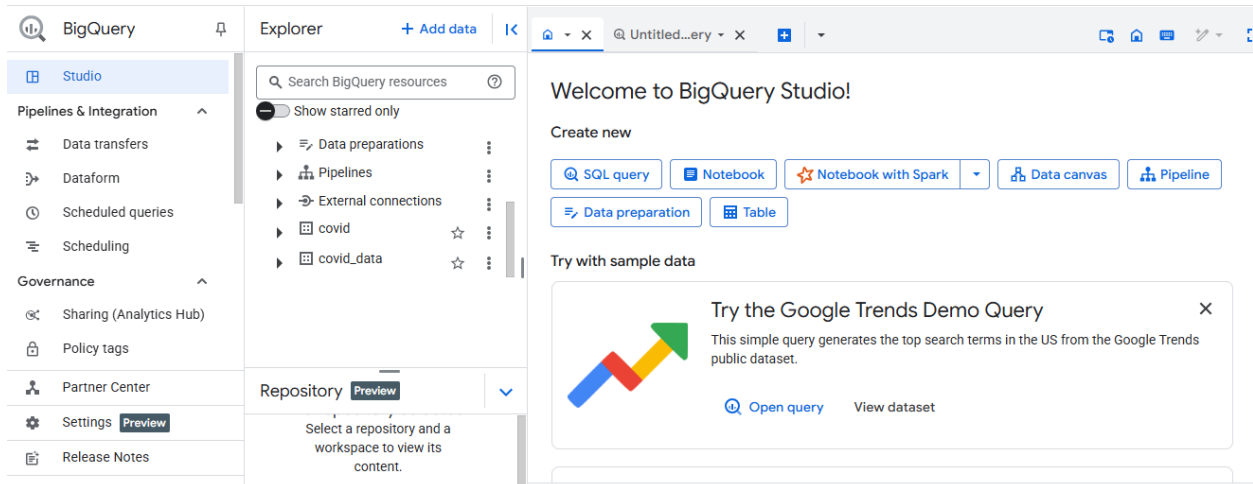 BigQuery
Studio
Pipelines & Integration
Data transfers
Dataform
Scheduled queries
Scheduling
Governance
Sharing (Analytics Hub)
Policy tags
Partner Center
Settings Preview
Release Notes
Explorer
+ Add data
Search BigQuery resources
Show starred only
Data preparations
Pipelines
External connections
covid
covid_data
Repository Preview
Select a repository and a
workspace to view its
content.
Untitled...ery
Welcome to BigQuery Studio!
Create new
SQL query
Notebook
Notebook with Spark
Data canvas
Pipeline
Data preparation
Table
Try with sample data
Try the Google Trends Demo Query
This simple query generates the top search terms in the US from the Google Trends
public dataset.
Open query
View dataset